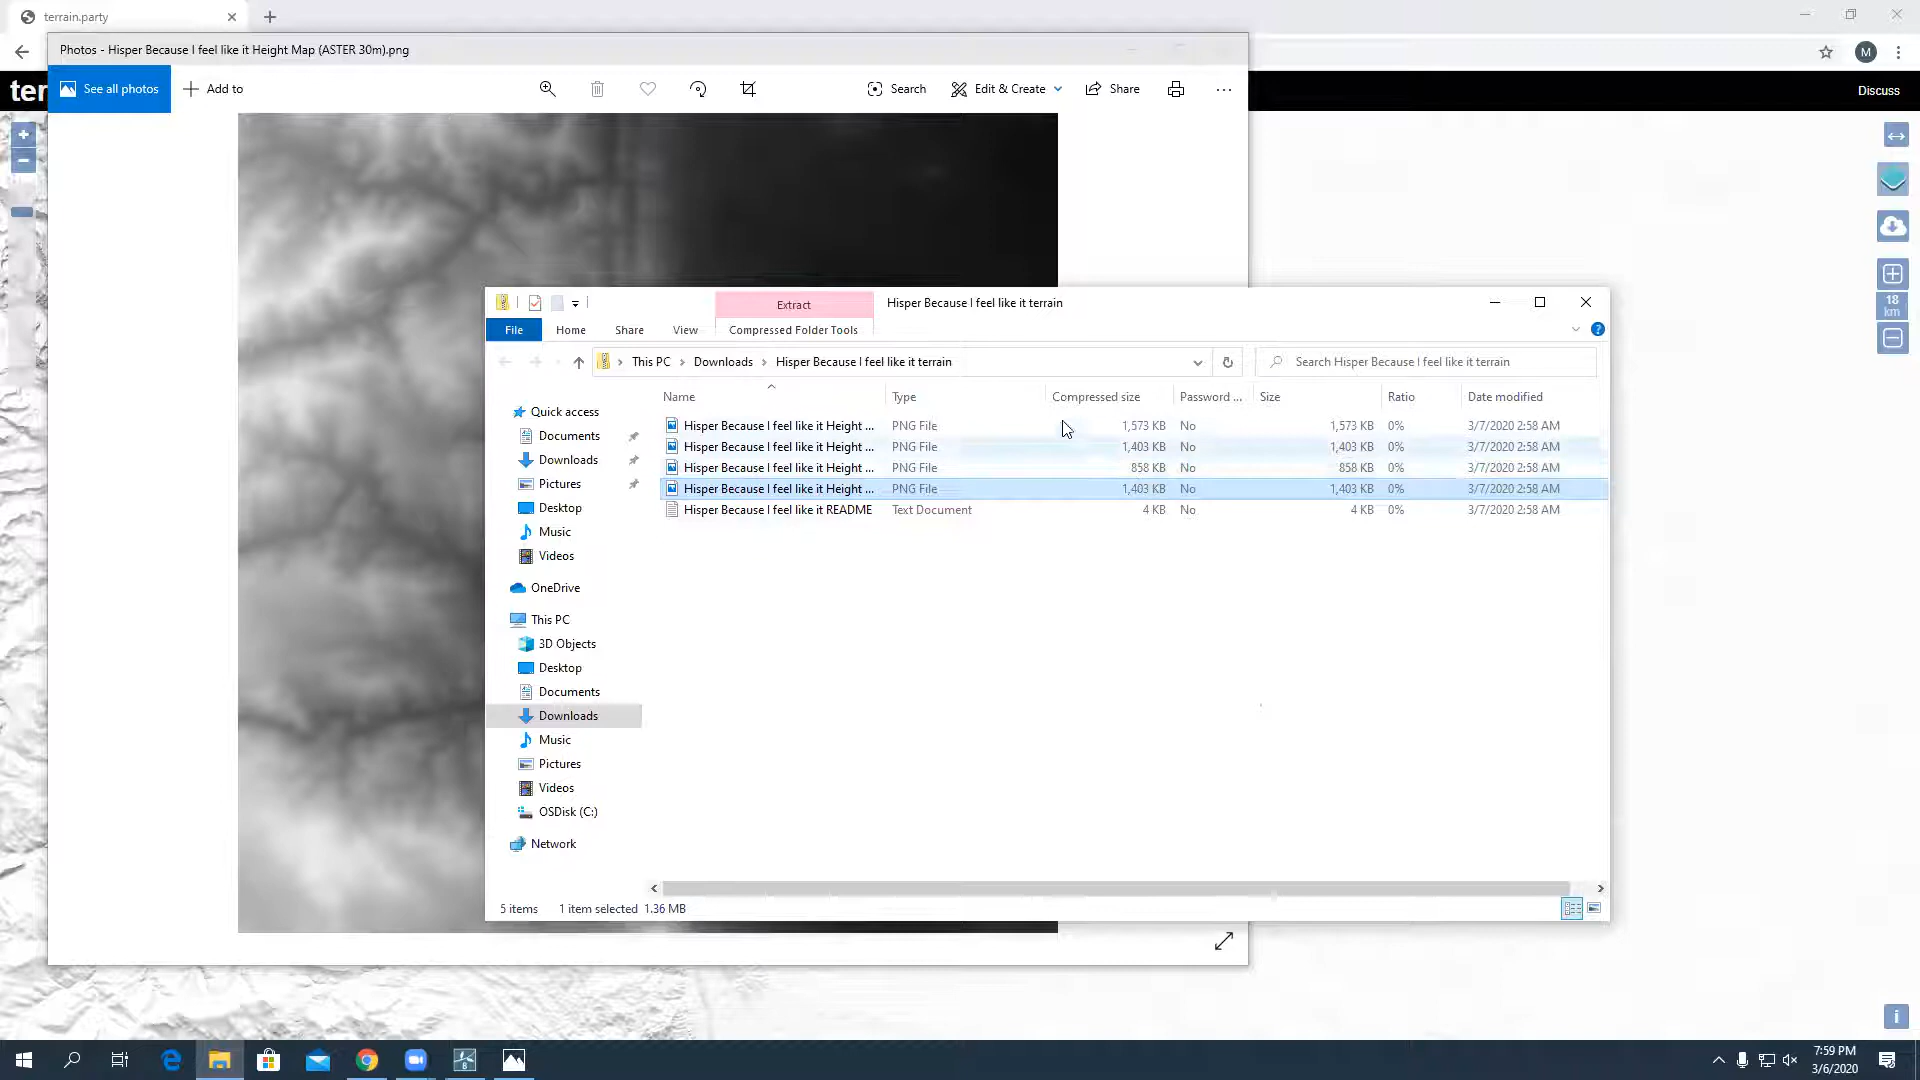 terrain.party
Photos - Hisper Because I feel like it Height Map (ASTER 30m).png
M
ter
See all photos
Add to
Search
Edit & Create
Share
Discuss
18
km
Extract
Hisper Because I feel like it terrain
File
Home
Share
View
Compressed Folder Tools
This PC
Downloads
Hisper Because I feel like it terrain
Search Hisper Because I feel like it terrain
Name
Type
Compressed size
Password ...
Size
Ratio
Date modified
Hisper Because I feel like it Height ... PNG File 1,573 KB No 1,573 KB 0% 3/7/2020 2:58 AM
Hisper Because I feel like it Height ... PNG File 1,403 KB No 1,403 KB 0% 3/7/2020 2:58 AM
Hisper Because I feel like it Height ... PNG File 858 KB No 858 KB 0% 3/7/2020 2:58 AM
Hisper Because I feel like it Height ... PNG File 1,403 KB No 1,403 KB 0% 3/7/2020 2:58 AM
Hisper Because I feel like it README Text Document 4 KB No 4 KB 0% 3/7/2020 2:58 AM
Quick access
Documents
Downloads
Pictures
Desktop
Music
Videos
OneDrive
This PC
3D Objects
Desktop
Documents
Downloads
Music
Pictures
Videos
OSDisk (C:)
Network
5 items
1 item selected 1.36 MB
7:59 PM
3/6/2020